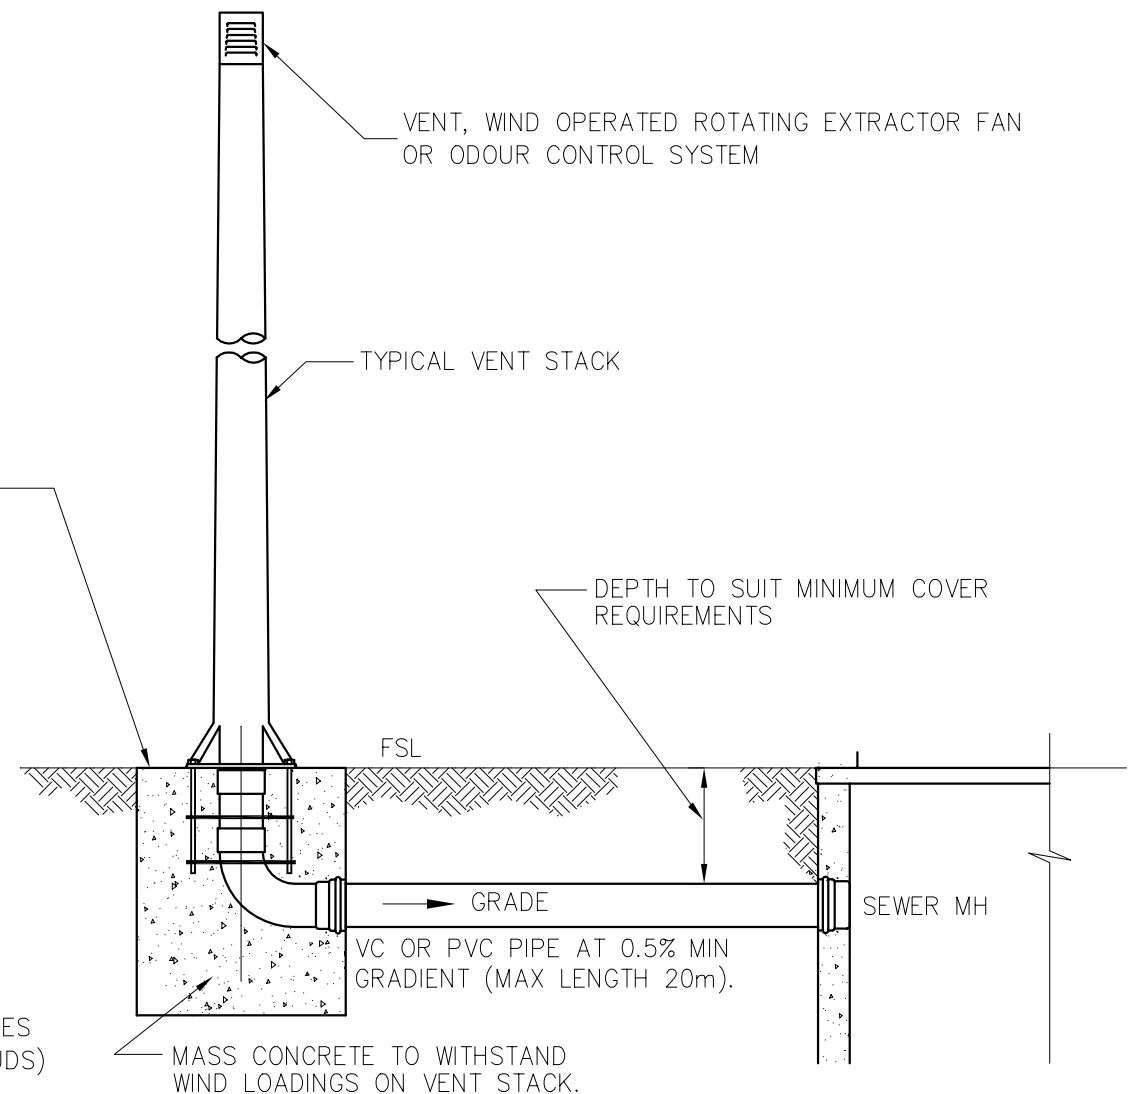 VENT, WIND OPERATED ROTATING EXTRACTOR FAN
OR ODOUR CONTROL SYSTEM
TYPICAL VENT STACK
DEPTH TO SUIT MINIMUM COVER
REQUIREMENTS
FSL
GRADE
SEWER MH
VC OR PVC PIPE AT 0.5% MIN
GRADIENT (MAX LENGTH 20m).
ES
UDS)
MASS CONCRETE TO WITHSTAND
WIND LOADINGS ON VENT STACK.